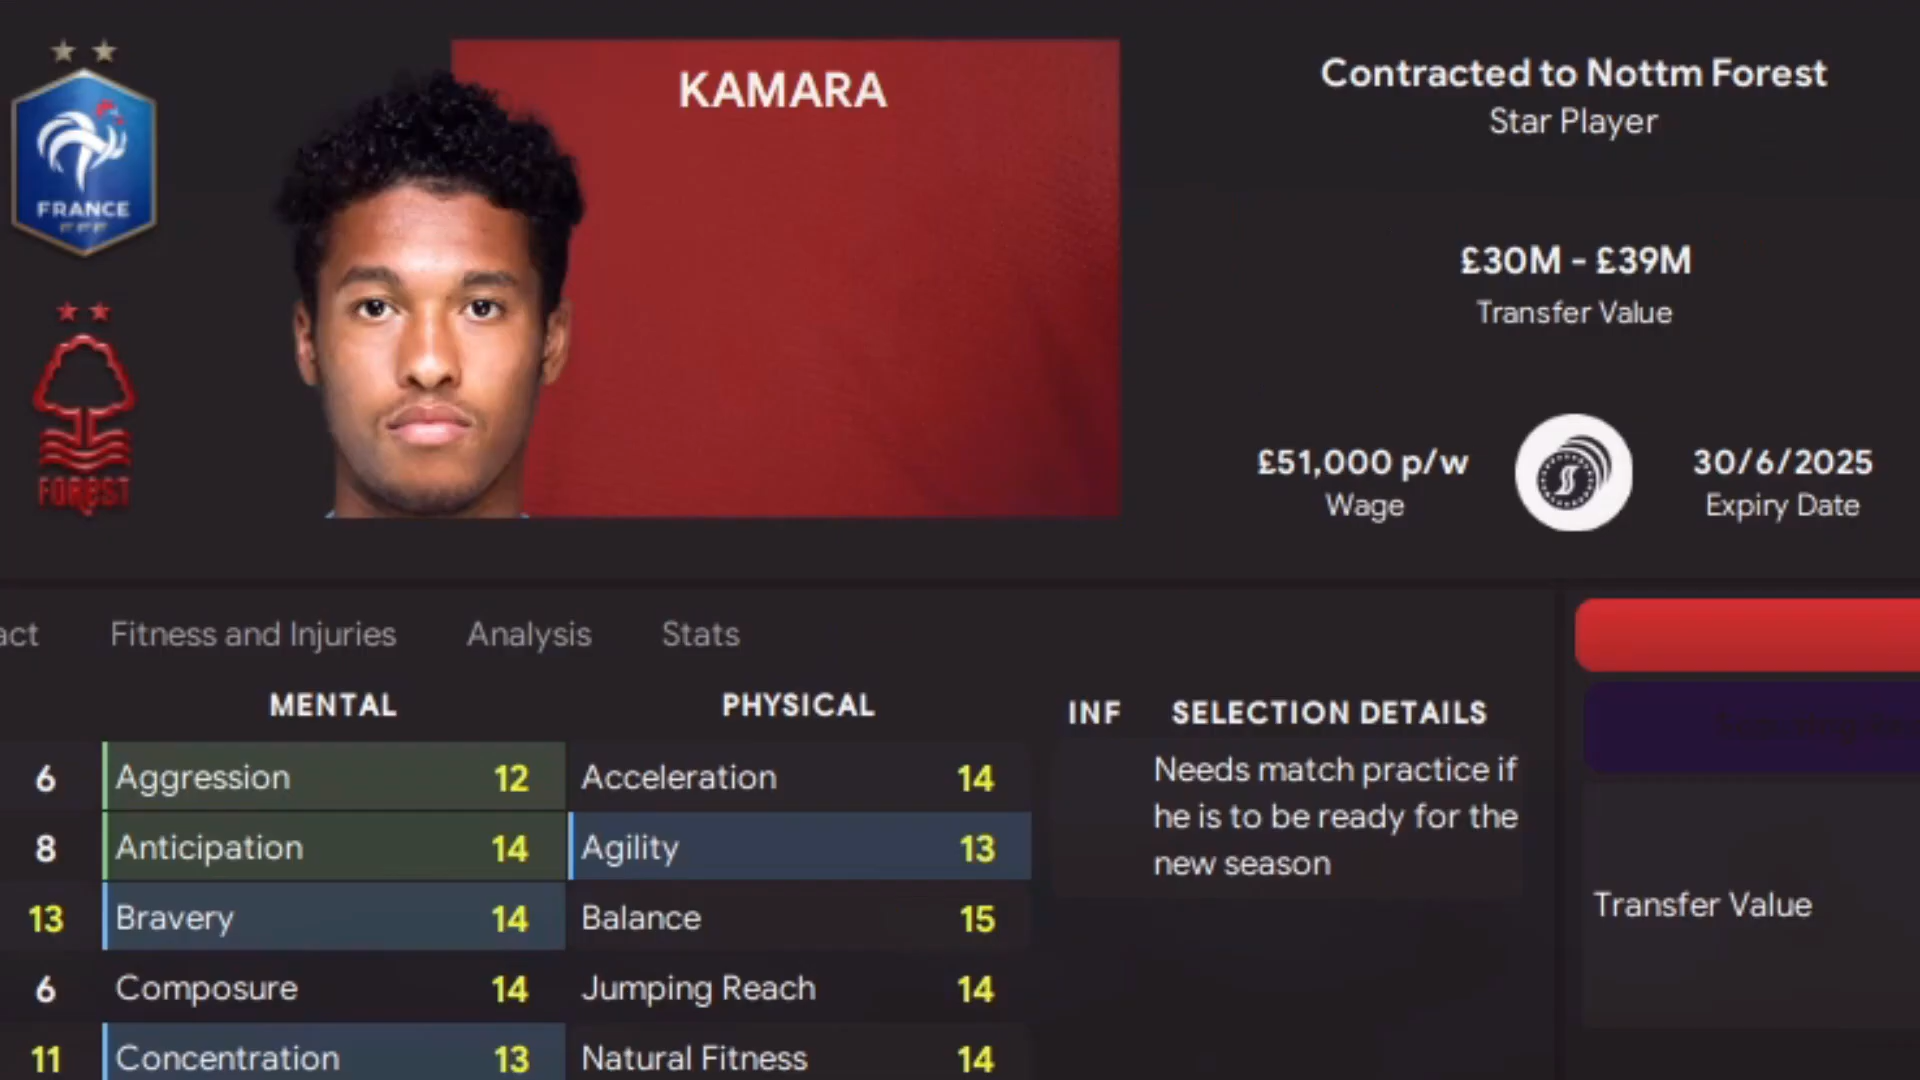 FRANCE
FFF
FOREST
KAMARA
Contracted to Nottm Forest
Star Player
£30M - £39M
Transfer Value
£51,000 p/w
Wage
30/6/2025
Expiry Date
act
Fitness and Injuries
Analysis
Stats
MENTAL
PHYSICAL
INF
SELECTION DETAILS
6 Aggression 12 Acceleration 14
8 Anticipation 14 Agility 13
13 Bravery 14 Balance 15
6 Composure 14 Jumping Reach 14
11 Concentration 13 Natural Fitness 14
Needs match practice if
he is to be ready for the
new season
Transfer Value